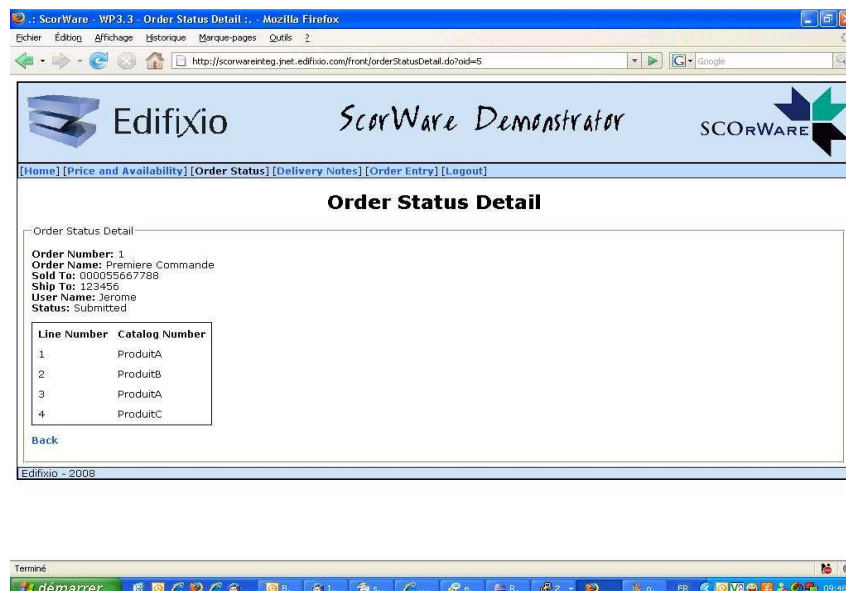 .: ScorWare - WP3.3 - Order Status Detail :. - Mozilla Firefox
Fichier Édition Affichage Historique Marque-pages Outils ?
http://scorwareinteg.jnet.edifixio.com/front/orderStatusDetail.do?oid=5
G Google
Edifixio ScorWare Demonstrator SCORWARE
[Home] [Price and Availability] [Order Status] [Delivery Notes] [Order Entry] [Logout]
Order Status Detail
Order Status Detail
Order Number: 1
Order Name: Premiere Commande
Sold To: 000055667788
Ship To: 123456
User Name: Jerome
Status: Submitted
Line Number Catalog Number
1 ProduitA
2 ProduitB
3 ProduitA
4 ProduitC
Back
Edifixio - 2008
Terminé
démarrer FR